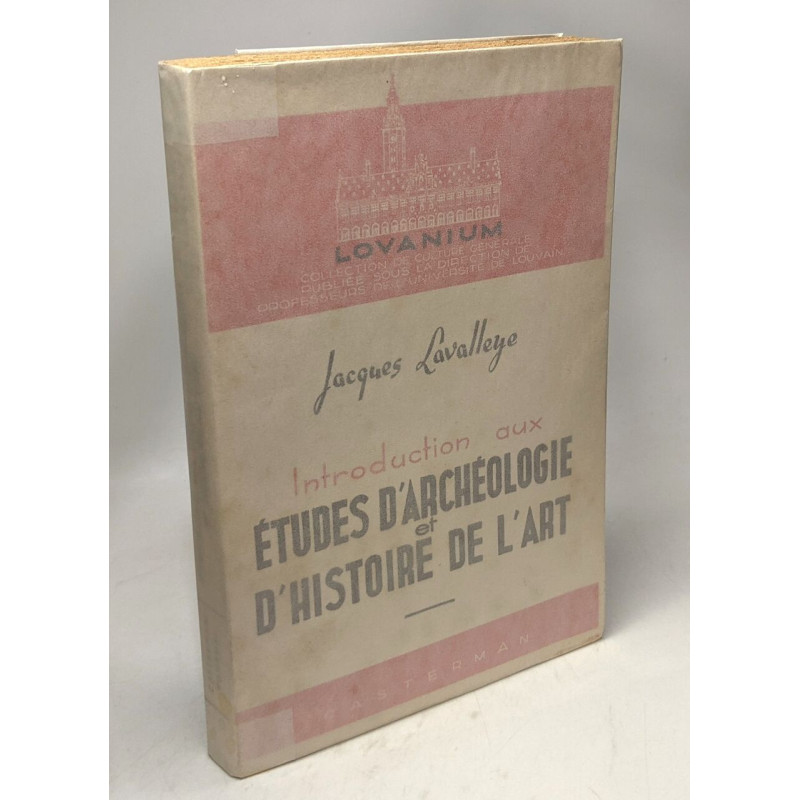 LOVANIUM
COLLECTION DE CULTURE GÉNÉRALE
PUBLIÉE SOUS LA DIRECTION DE
PROFESSEURS DE L'UNIVERSITÉ DE LOUVAIN
Jacques Lavalleye
Introduction aux
ÉTUDES D'ARCHÉOLOGIE
et
D'HISTOIRE DE L'ART
CASTERMAN